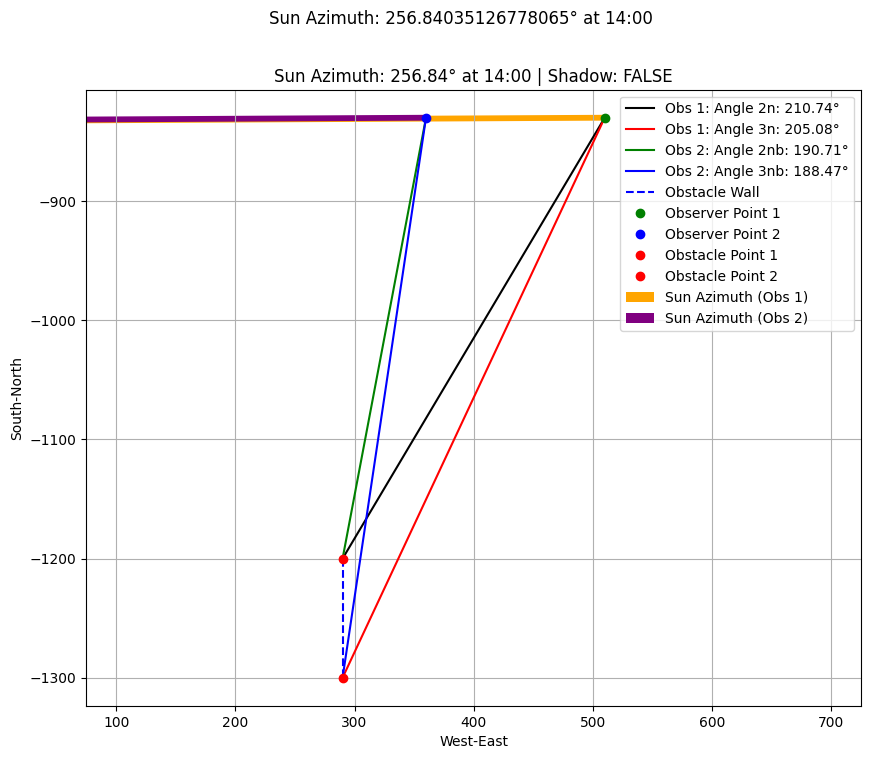 Sun Azimuth: 256.84035126778065° at 14:00
Sun Azimuth: 256.84° at 14:00 | Shadow: FALSE
Obs 1: Angle 2n: 210.74°
Obs 1: Angle 3n: 205.08°
Obs 2: Angle 2nb: 190.71°
Obs 2: Angle 3nb: 188.47°
Obstacle Wall
Observer Point 1
Observer Point 2
Obstacle Point 1
Obstacle Point 2
Sun Azimuth (Obs 1)
Sun Azimuth (Obs 2)
−900
−1000
−1100
−1200
−1300
South-North
100 200 300 400 500 600 700
West-East